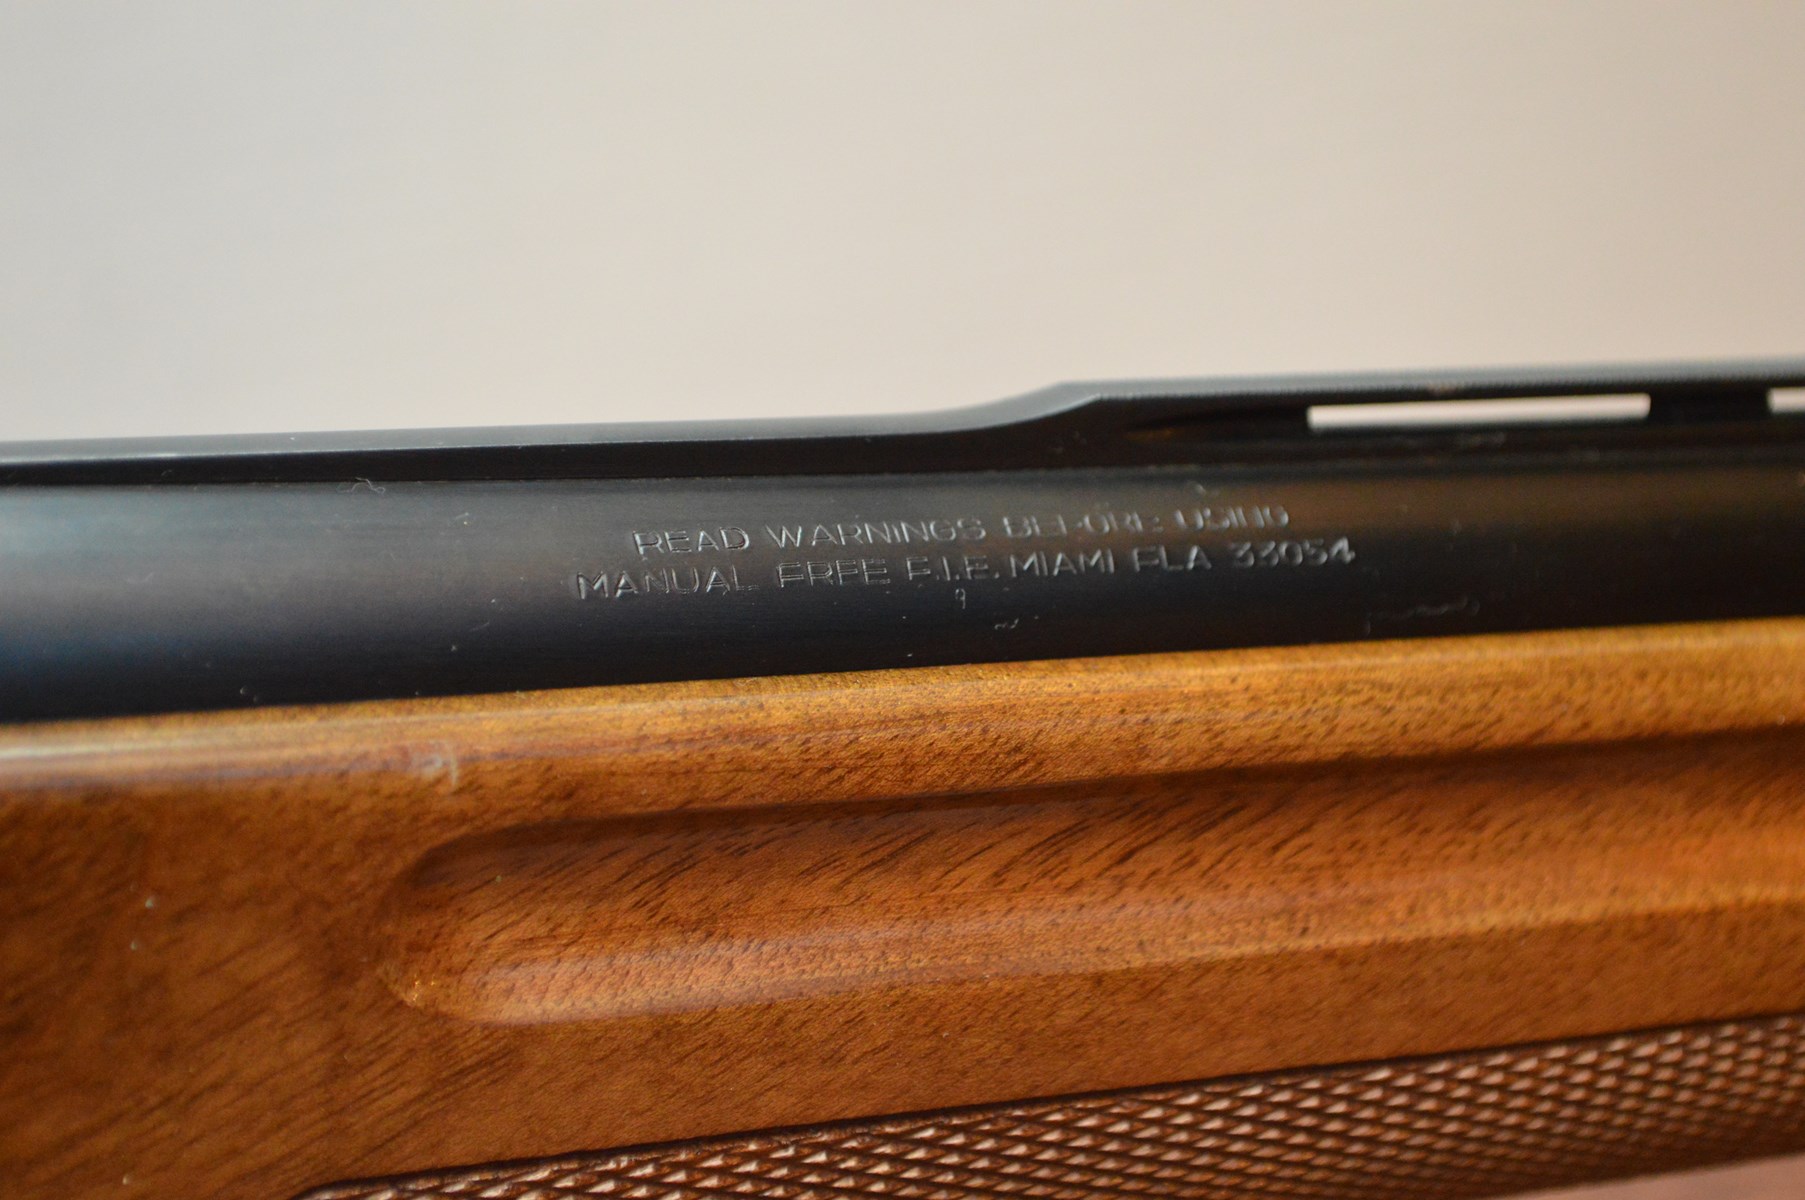 READ WARNINGS BEFORE USING
MANUAL FREE F.I.E. MIAMI FLA 33054